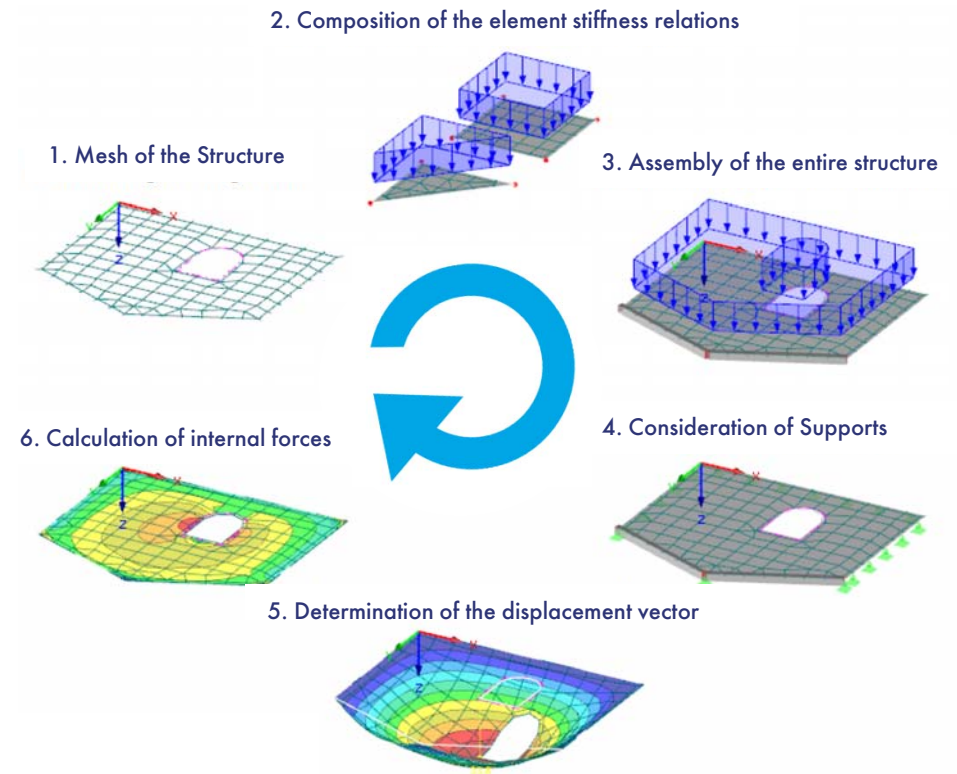 2. Composition of the element stiffness relations
1. Mesh of the Structure
3. Assembly of the entire structure
X
Y
Z
X
Z
6. Calculation of internal forces
4. Consideration of Supports
X
Z
X
Z
5. Determination of the displacement vector
X
Z